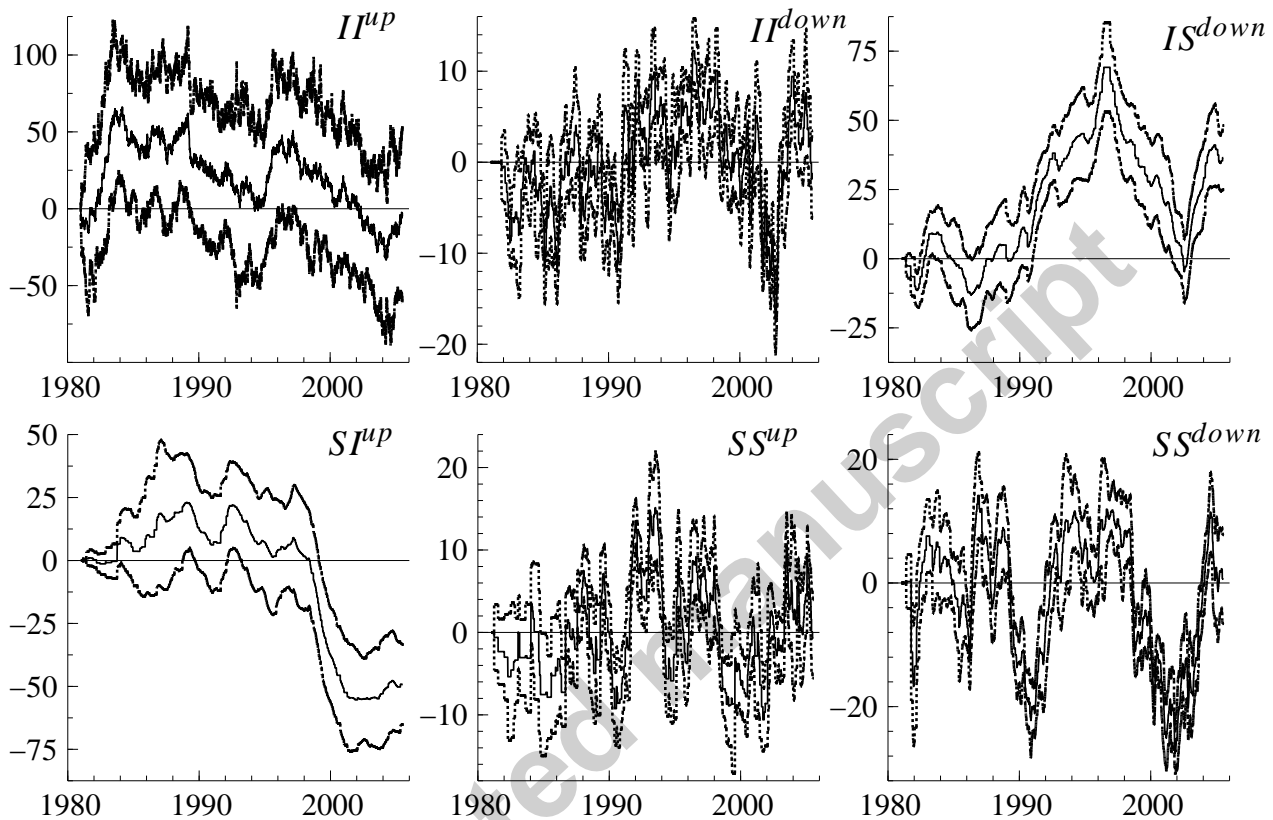 II^up II^down IS^down
100 50 0 −50
10 0 −10 −20
75 50 25 0 −25
1980 1990 2000 1980 1990 2000 1980 1990 2000
SI^up SS^up SS^down
50 25 0 −25 −50 −75
20 10 0 −10
20 0 −20
1980 1990 2000 1980 1990 2000 1980 1990 2000
ted manuscript